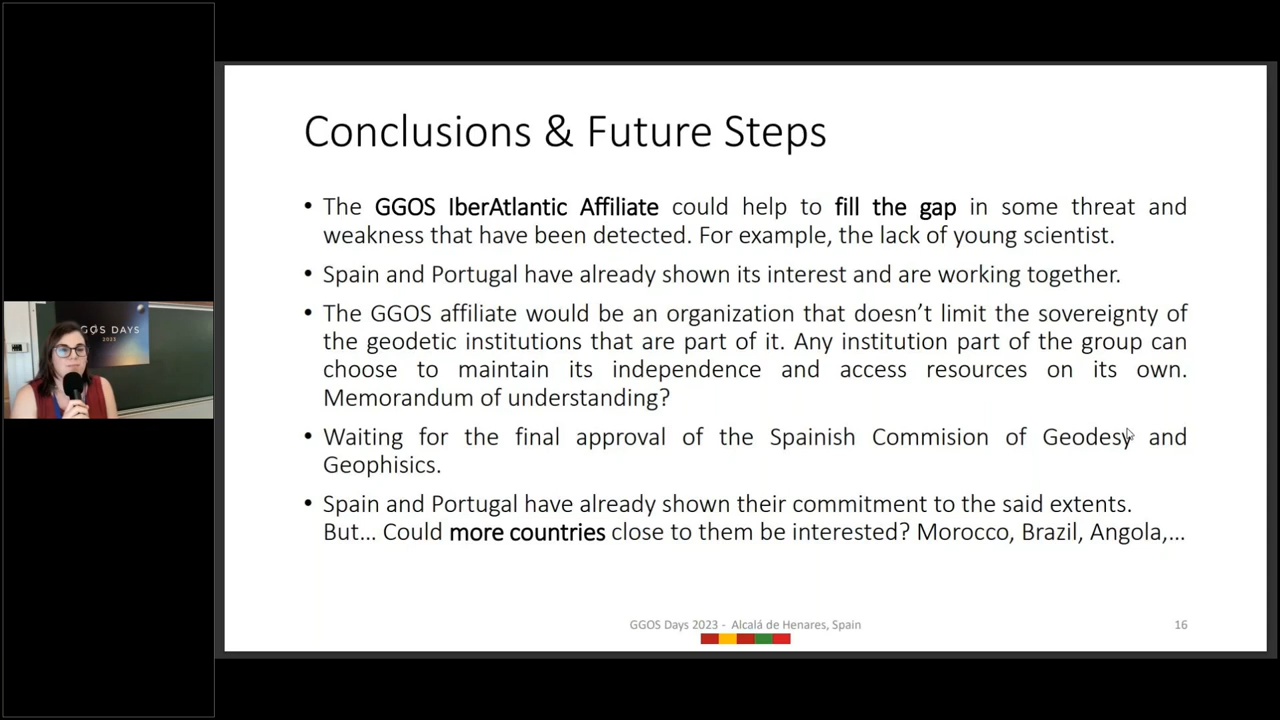 Conclusions & Future Steps
• The GGOS IberAtlantic Affiliate could help to fill the gap in some threat and
weakness that have been detected. For example, the lack of young scientist.
• Spain and Portugal have already shown its interest and are working together.
• The GGOS affiliate would be an organization that doesn’t limit the sovereignty of
the geodetic institutions that are part of it. Any institution part of the group can
choose to maintain its independence and access resources on its own.
Memorandum of understanding?
• Waiting for the final approval of the Spainish Commision of Geodesy and
Geophisics.
• Spain and Portugal have already shown their commitment to the said extents.
But... Could more countries close to them be interested? Morocco, Brazil, Angola,...
GGOS Days 2023 - Alcalá de Henares, Spain
16
GGOS DAYS
2023